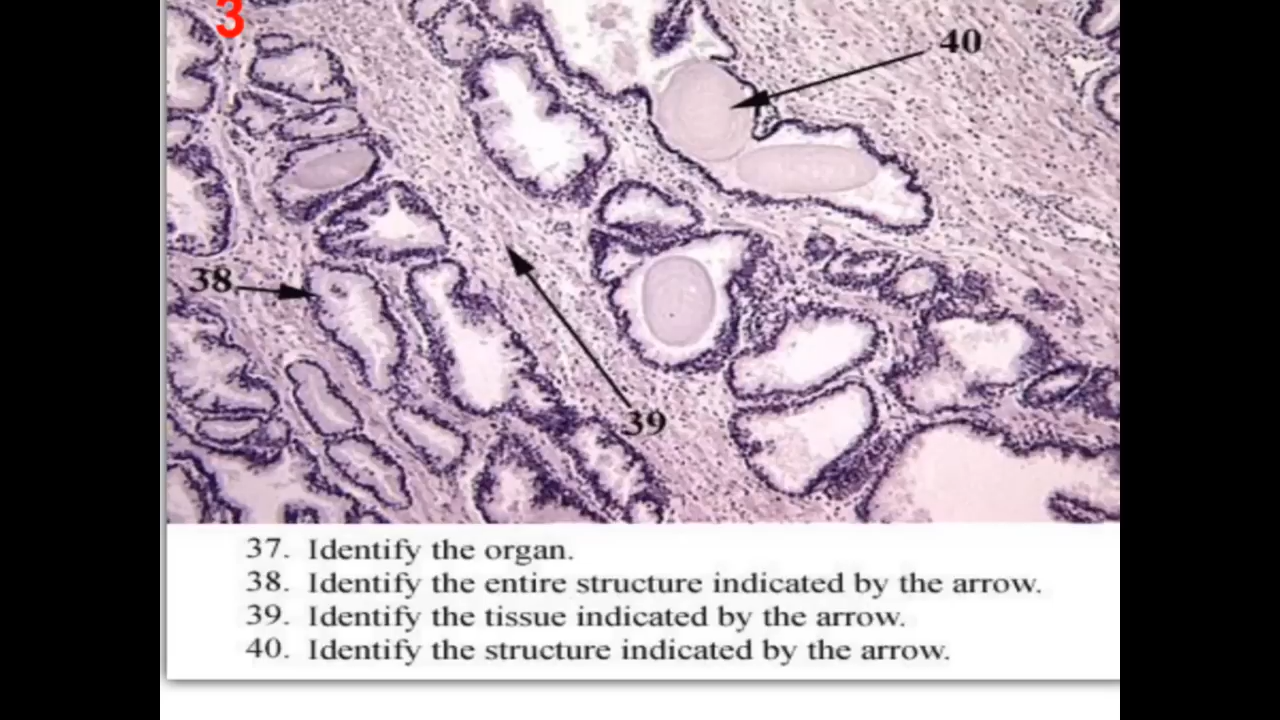 3
40
38
39
37. Identify the organ.
38. Identify the entire structure indicated by the arrow.
39. Identify the tissue indicated by the arrow.
40. Identify the structure indicated by the arrow.